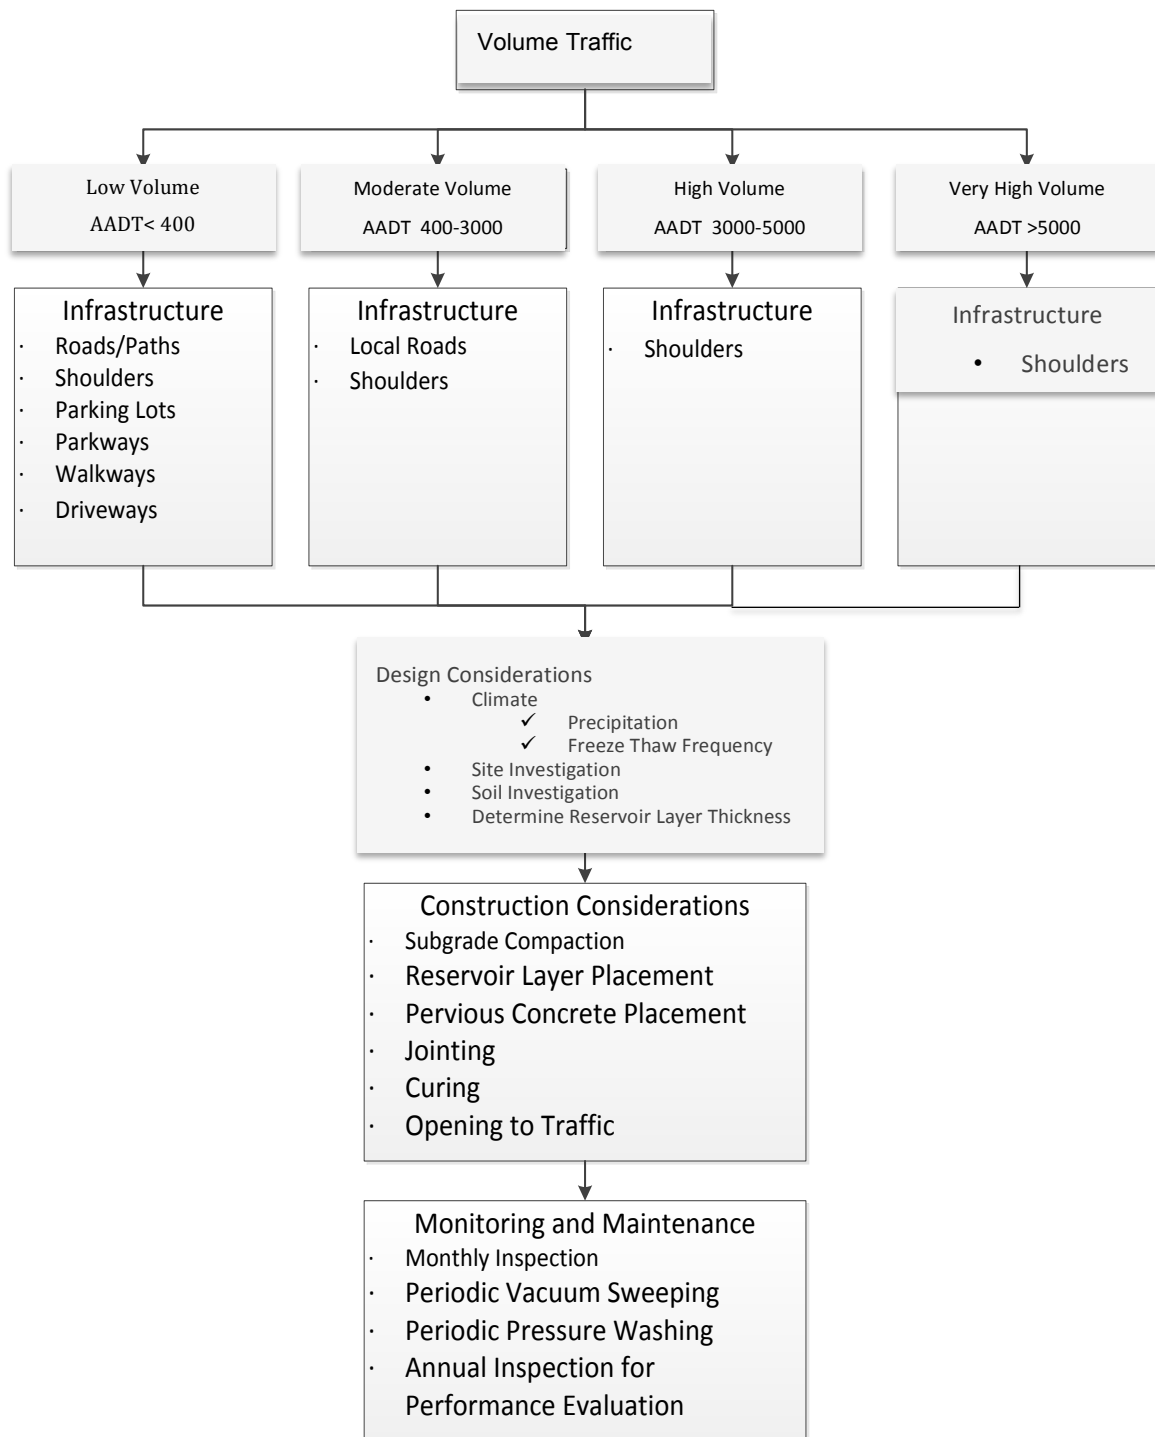 Volume Traffic
Low Volume
AADT< 400
Moderate Volume
AADT 400-3000
High Volume
AADT 3000-5000
Very High Volume
AADT >5000
Infrastructure
· Roads/Paths
· Shoulders
· Parking Lots
· Parkways
· Walkways
· Driveways
Infrastructure
· Local Roads
· Shoulders
Infrastructure
· Shoulders
Infrastructure
• Shoulders
Design Considerations
• Climate
✓ Precipitation
✓ Freeze Thaw Frequency
• Site Investigation
• Soil Investigation
• Determine Reservoir Layer Thickness
Construction Considerations
· Subgrade Compaction
· Reservoir Layer Placement
· Pervious Concrete Placement
· Jointing
· Curing
· Opening to Traffic
Monitoring and Maintenance
· Monthly Inspection
· Periodic Vacuum Sweeping
· Periodic Pressure Washing
· Annual Inspection for
Performance Evaluation